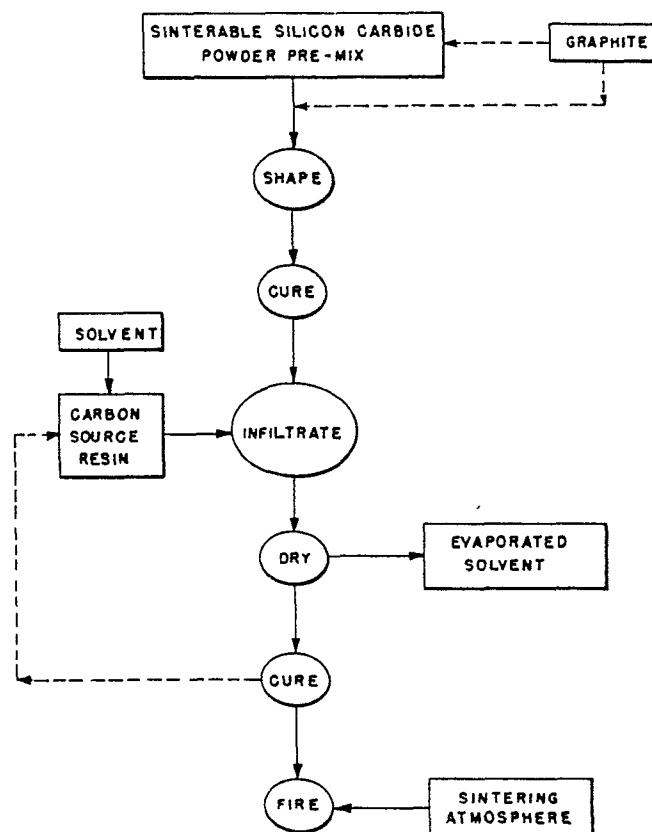 SINTERABLE SILICON CARBIDE
POWDER PRE-MIX
GRAPHITE
SHAPE
CURE
SOLVENT
CARBON
SOURCE
RESIN
INFILTRATE
DRY
EVAPORATED
SOLVENT
CURE
FIRE
SINTERING
ATMOSPHERE